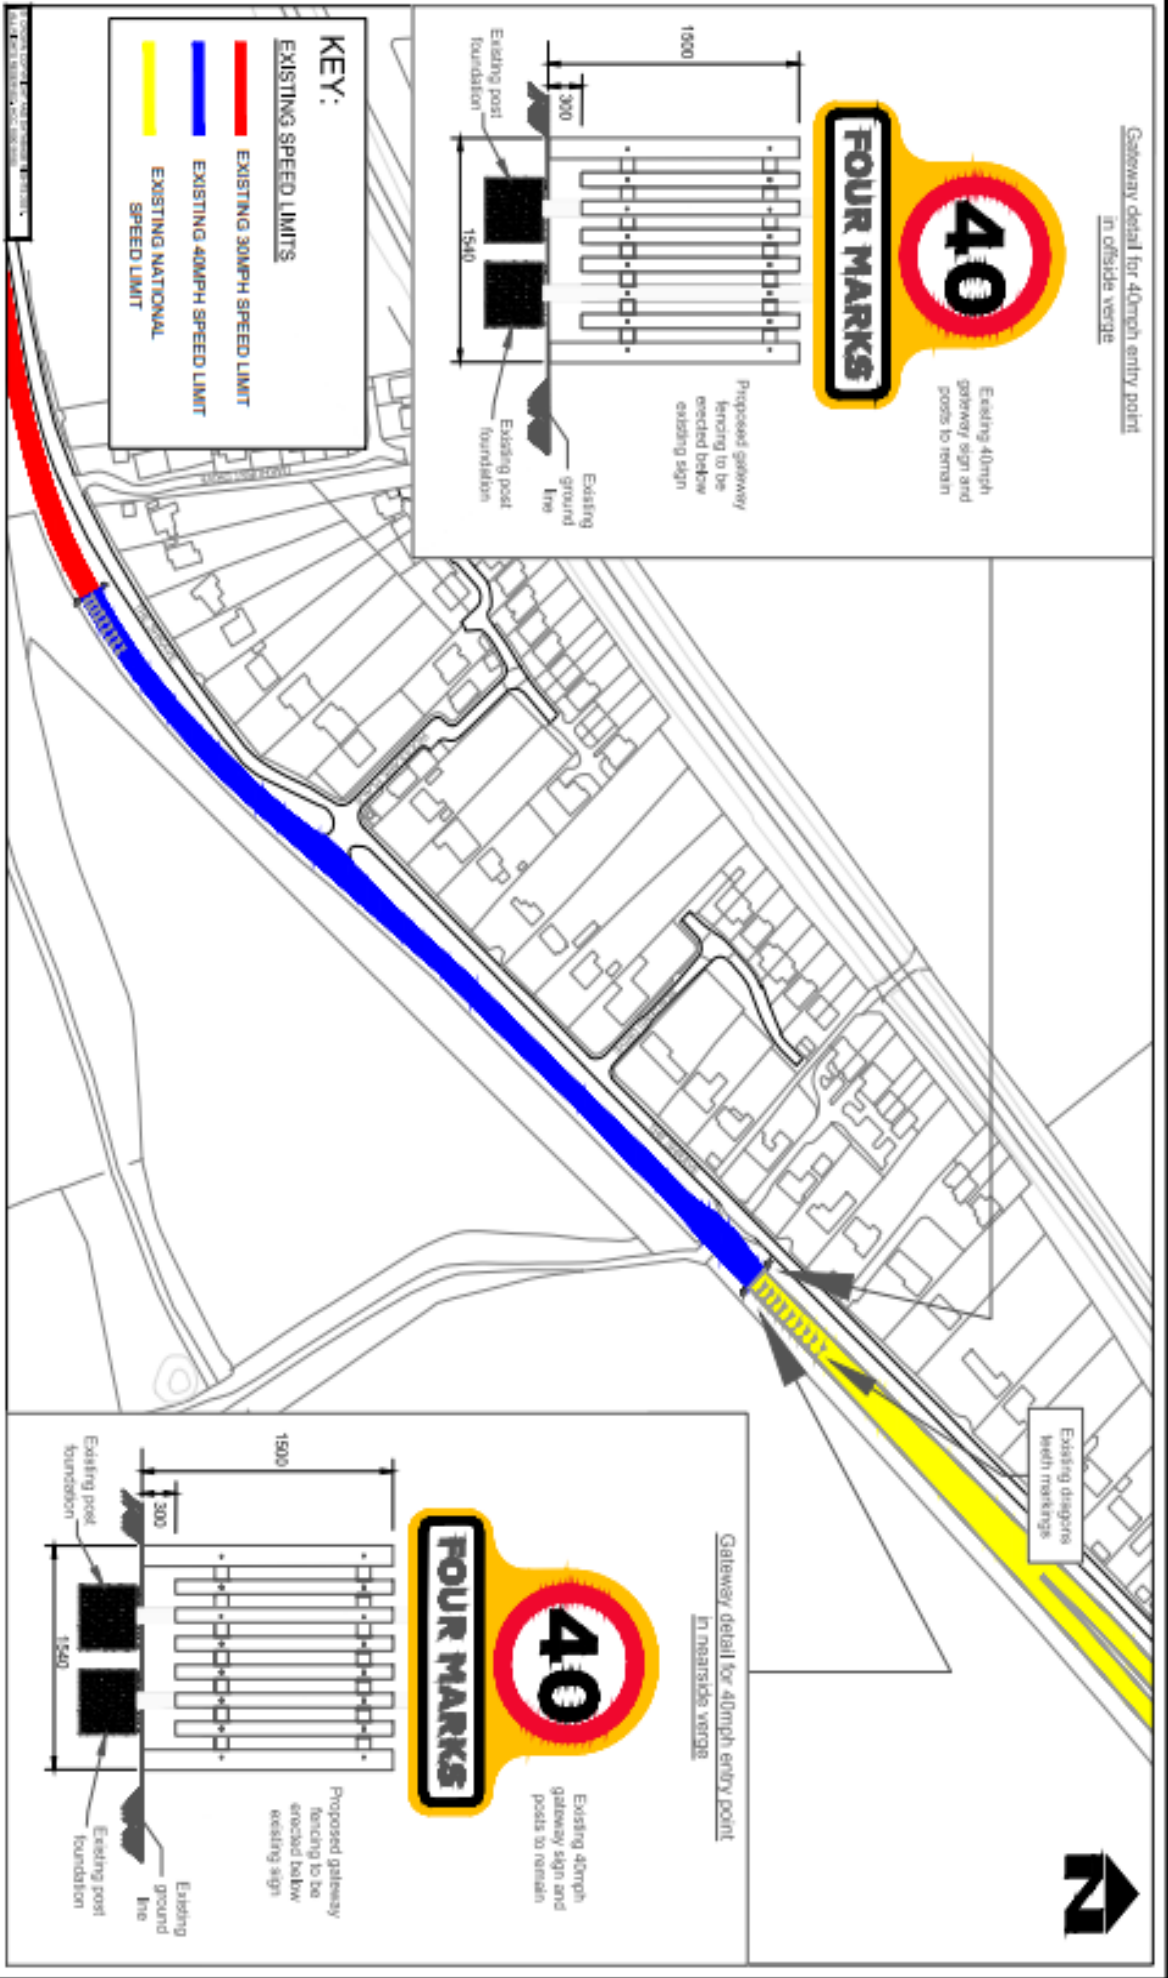 KEY:
EXISTING SPEED LIMITS
EXISTING 30MPH SPEED LIMIT
EXISTING 40MPH SPEED LIMIT
EXISTING NATIONAL
SPEED LIMIT
Gateway detail for 40mph entry point
in offside verge
40
FOUR MARKS
Existing 40mph
gateway sign and
posts to remain
Proposed gateway
fencing to be
erected below
existing sign
1500
300
1540
Existing post
foundation
Existing post
foundation
Existing
ground
line
Existing dragons
teeth markings
Gateway detail for 40mph entry point
in nearside verge
40
FOUR MARKS
Existing 40mph
gateway sign and
posts to remain
Proposed gateway
fencing to be
erected below
existing sign
1500
300
1540
Existing post
foundation
Existing post
foundation
Existing
ground
line
N